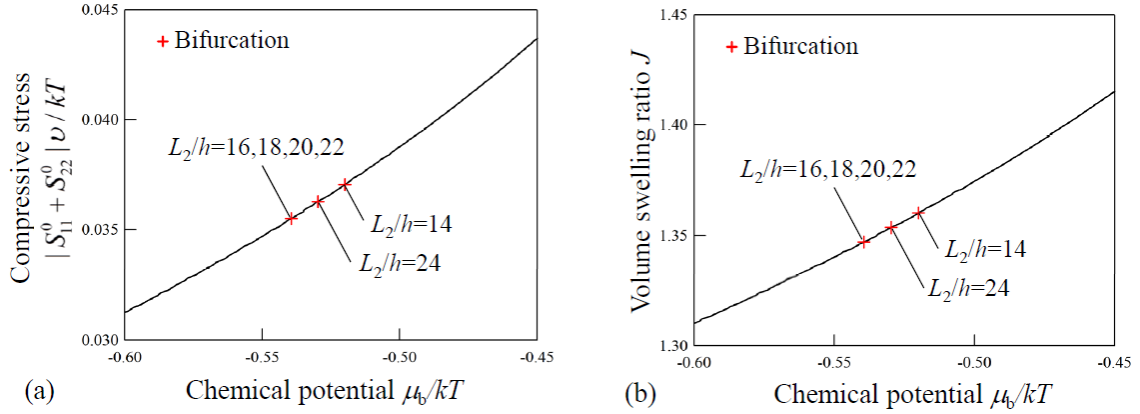 Compressive stress
| S⁰₁₁ + S⁰₂₂ | υ / kT
0.045
0.040
0.035
0.030
+ Bifurcation
L₂/h=16,18,20,22
L₂/h=14
L₂/h=24
-0.60
-0.55
-0.50
-0.45
(a)
Chemical potential μb/kT
Volume swelling ratio J
1.45
1.40
1.35
1.30
+ Bifurcation
L₂/h=16,18,20,22
L₂/h=14
L₂/h=24
-0.60
-0.55
-0.50
-0.45
(b)
Chemical potential μb/kT